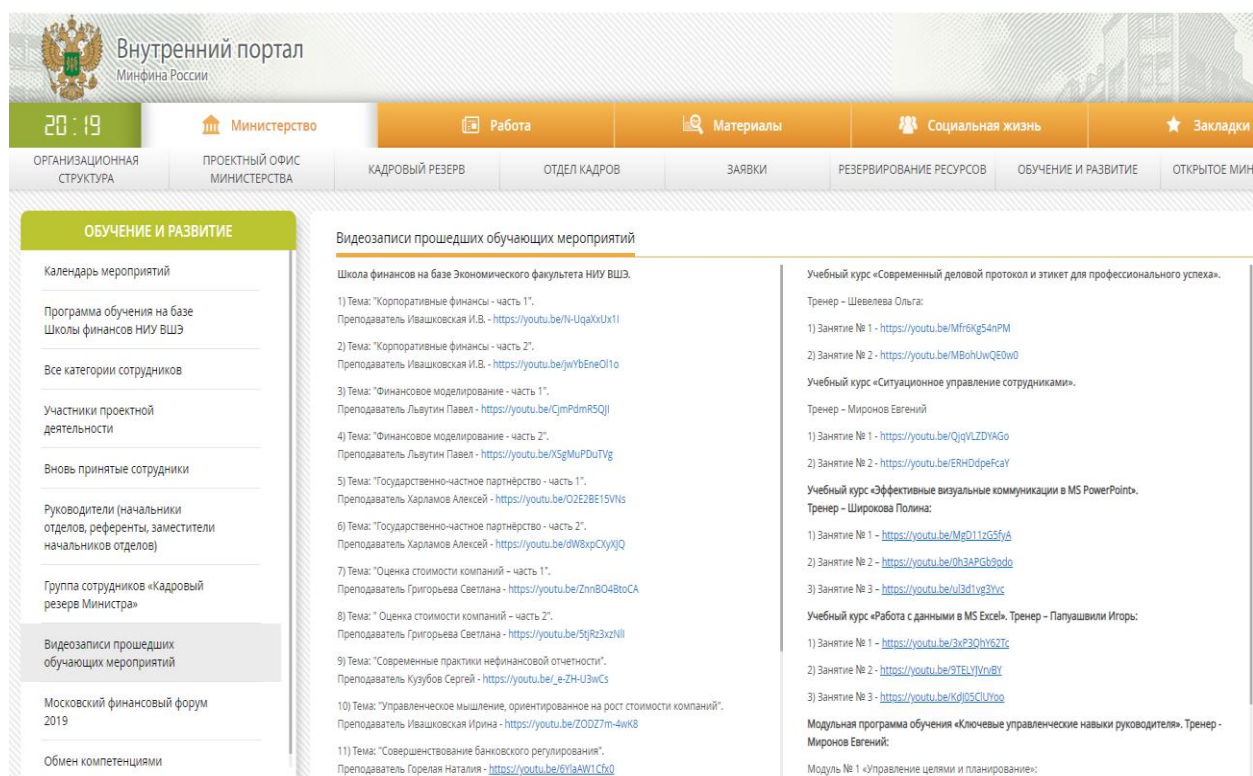 Внутренний портал
Минфина России
20:19
Министерство
Работа
Материалы
Социальная жизнь
Закладки
ОРГАНИЗАЦИОННАЯ
СТРУКТУРА
ПРОЕКТНЫЙ ОФИС
МИНИСТЕРСТВА
КАДРОВЫЙ РЕЗЕРВ
ОТДЕЛ КАДРОВ
ЗАЯВКИ
РЕЗЕРВИРОВАНИЕ РЕСУРСОВ
ОБУЧЕНИЕ И РАЗВИТИЕ
ОТКРЫТОЕ МИН
ОБУЧЕНИЕ И РАЗВИТИЕ
Календарь мероприятий
Программа обучения на базе
Школы финансов НИУ ВШЭ
Все категории сотрудников
Участники проектной
деятельности
Вновь принятые сотрудники
Руководители (начальники
отделов, референты, заместители
начальников отделов)
Группа сотрудников «Кадровый
резерв Министра»
Видеозаписи прошедших
обучающих мероприятий
Московский финансовый форум
2019
Обмен компетенциями
Видеозаписи прошедших обучающих мероприятий
Школа финансов на базе Экономического факультета НИУ ВШЭ.
1) Тема: "Корпоративные финансы - часть 1".
Преподаватель Ивашковская И.В. - https://youtu.be/N-UqaXxUx1I
2) Тема: "Корпоративные финансы - часть 2".
Преподаватель Ивашковская И.В. - https://youtu.be/jwYbEneOl1o
3) Тема: "Финансовое моделирование - часть 1".
Преподаватель Львутин Павел - https://youtu.be/CjmPdmR5QJI
4) Тема: "Финансовое моделирование - часть 2".
Преподаватель Львутин Павел - https://youtu.be/XSgMuPDuTVg
5) Тема: "Государственно-частное партнёрство - часть 1".
Преподаватель Харламов Алексей - https://youtu.be/O2E2BE15VNs
6) Тема: "Государственно-частное партнёрство - часть 2".
Преподаватель Харламов Алексей - https://youtu.be/dW8xpCXyXJQ
7) Тема: "Оценка стоимости компаний – часть 1".
Преподаватель Григорьева Светлана - https://youtu.be/ZnnBO4BtoCA
8) Тема: " Оценка стоимости компаний – часть 2".
Преподаватель Григорьева Светлана - https://youtu.be/5tjRz3xzNlI
9) Тема: "Современные практики нефинансовой отчетности".
Преподаватель Кузубов Сергей - https://youtu.be/_e-ZH-U3wCs
10) Тема: "Управленческое мышление, ориентированное на рост стоимости компаний".
Преподаватель Ивашковская Ирина - https://youtu.be/ZODZ7m-4wK8
11) Тема: "Совершенствование банковского регулирования".
Преподаватель Горелая Наталия - https://youtu.be/6YlaAW1Cfx0
Учебный курс «Современный деловой протокол и этикет для профессионального успеха».
Тренер – Шевелева Ольга:
1) Занятие № 1 - https://youtu.be/Mfr6Kg54nPM
2) Занятие № 2 - https://youtu.be/MBohUwQE0w0
Учебный курс «Ситуационное управление сотрудниками».
Тренер – Миронов Евгений
1) Занятие № 1 - https://youtu.be/QjqVLZDYAGo
2) Занятие № 2 - https://youtu.be/ERHDdpeFcaY
Учебный курс «Эффективные визуальные коммуникации в MS PowerPoint».
Тренер – Широкова Полина:
1) Занятие № 1 – https://youtu.be/MgD11zG5fyA
2) Занятие № 2 – https://youtu.be/0h3APGb9pdo
3) Занятие № 3 – https://youtu.be/ul3d1vg3Yvc
Учебный курс «Работа с данными в MS Excel». Тренер – Папуашвили Игорь:
1) Занятие № 1 – https://youtu.be/3xP3QhY62Tc
2) Занятие № 2 - https://youtu.be/9TELYJVrvBY
3) Занятие № 3 - https://youtu.be/KdJ05ClUYoo
Модульная программа обучения «Ключевые управленческие навыки руководителя». Тренер -
Миронов Евгений:
Модуль № 1 «Управление целями и планирование»: